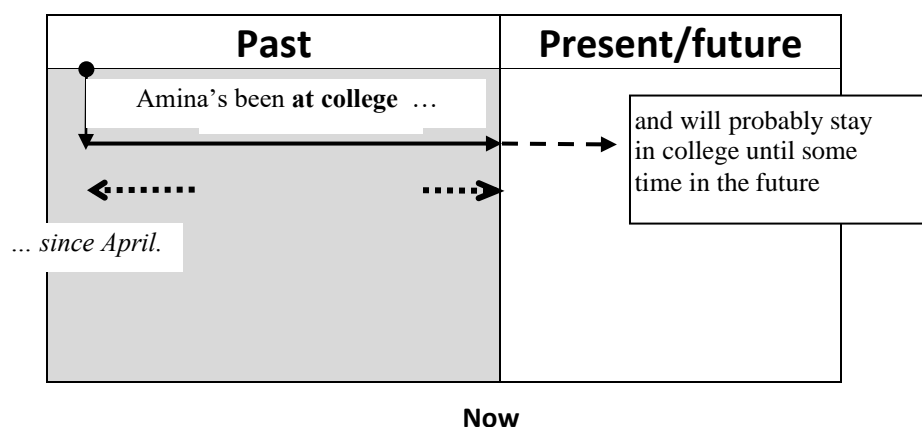 Past
Present/future
Amina’s been at college …
and will probably stay
in college until some
time in the future
... since April.
Now